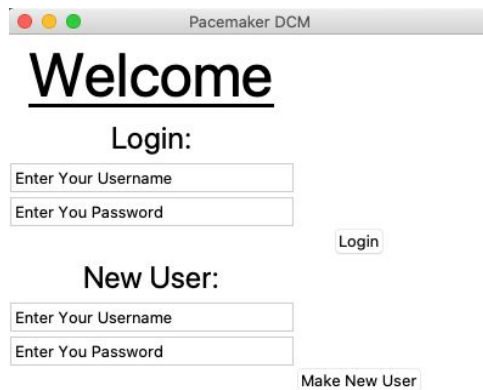 Pacemaker DCM
Welcome
Login:
Enter Your Username
Enter You Password
Login
New User:
Enter Your Username
Enter You Password
Make New User